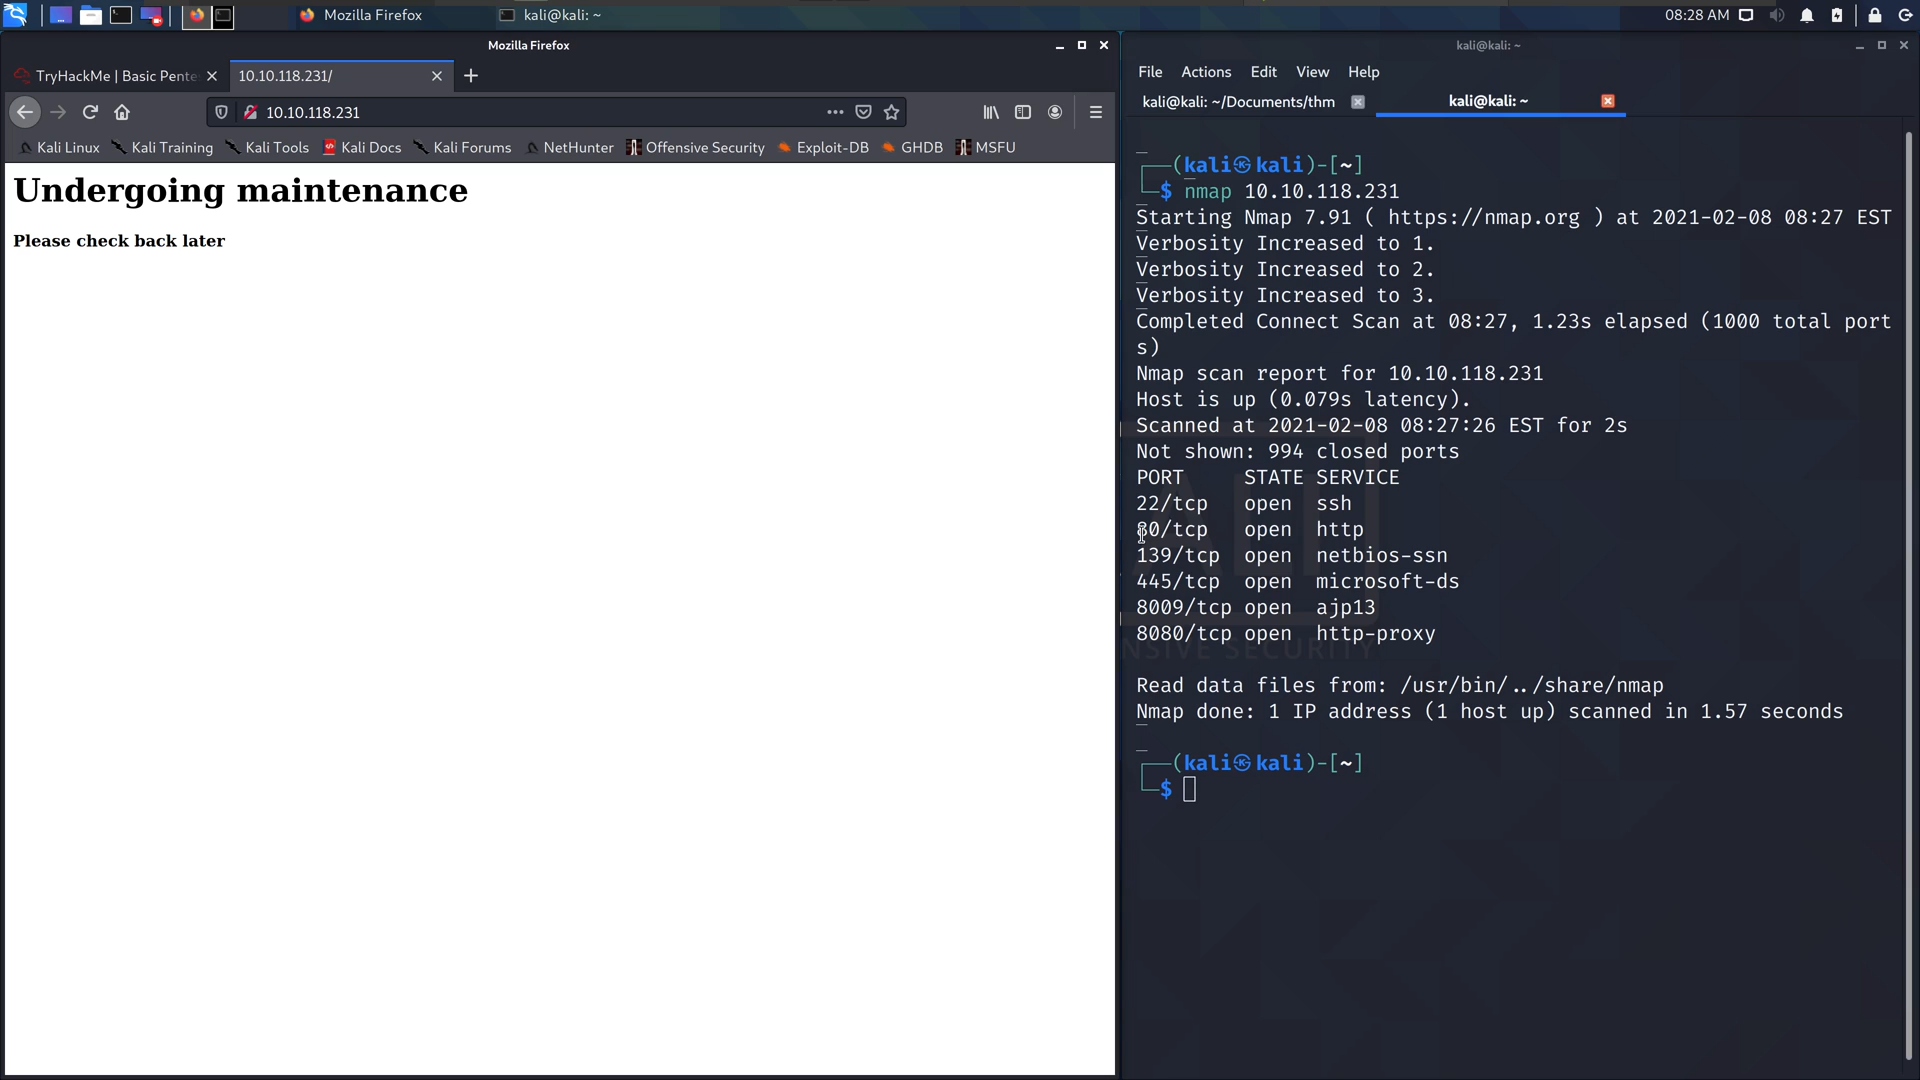 Mozilla Firefox
kali@kali: ~
08:28 AM
Mozilla Firefox
TryHackMe | Basic Pente
10.10.118.231/
10.10.118.231
Kali Linux
Kali Training
Kali Tools
Kali Docs
Kali Forums
NetHunter
Offensive Security
Exploit-DB
GHDB
MSFU
Undergoing maintenance
Please check back later
kali@kali: ~
File Actions Edit View Help
kali@kali: ~/Documents/thm
kali@kali: ~
(kali㉿kali)-[~]
$ nmap 10.10.118.231
Starting Nmap 7.91 ( https://nmap.org ) at 2021-02-08 08:27 EST
Verbosity Increased to 1.
Verbosity Increased to 2.
Verbosity Increased to 3.
Completed Connect Scan at 08:27, 1.23s elapsed (1000 total port
s)
Nmap scan report for 10.10.118.231
Host is up (0.079s latency).
Scanned at 2021-02-08 08:27:26 EST for 2s
Not shown: 994 closed ports
PORT STATE SERVICE
22/tcp open ssh
80/tcp open http
139/tcp open netbios-ssn
445/tcp open microsoft-ds
8009/tcp open ajp13
8080/tcp open http-proxy
NSIVE SECURITY
Read data files from: /usr/bin/../share/nmap
Nmap done: 1 IP address (1 host up) scanned in 1.57 seconds
(kali㉿kali)-[~]
$